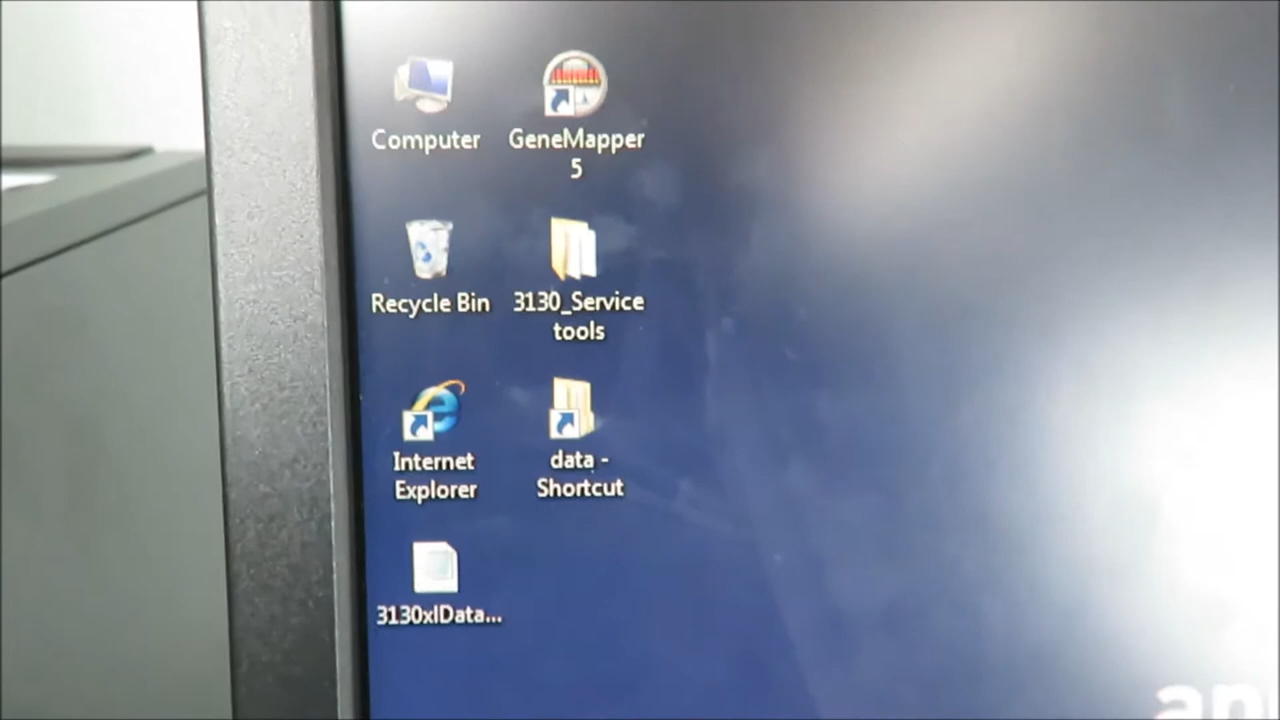 Computer
GeneMapper
5
Recycle Bin
3130_Service
tools
Internet
Explorer
data -
Shortcut
3130xlData...